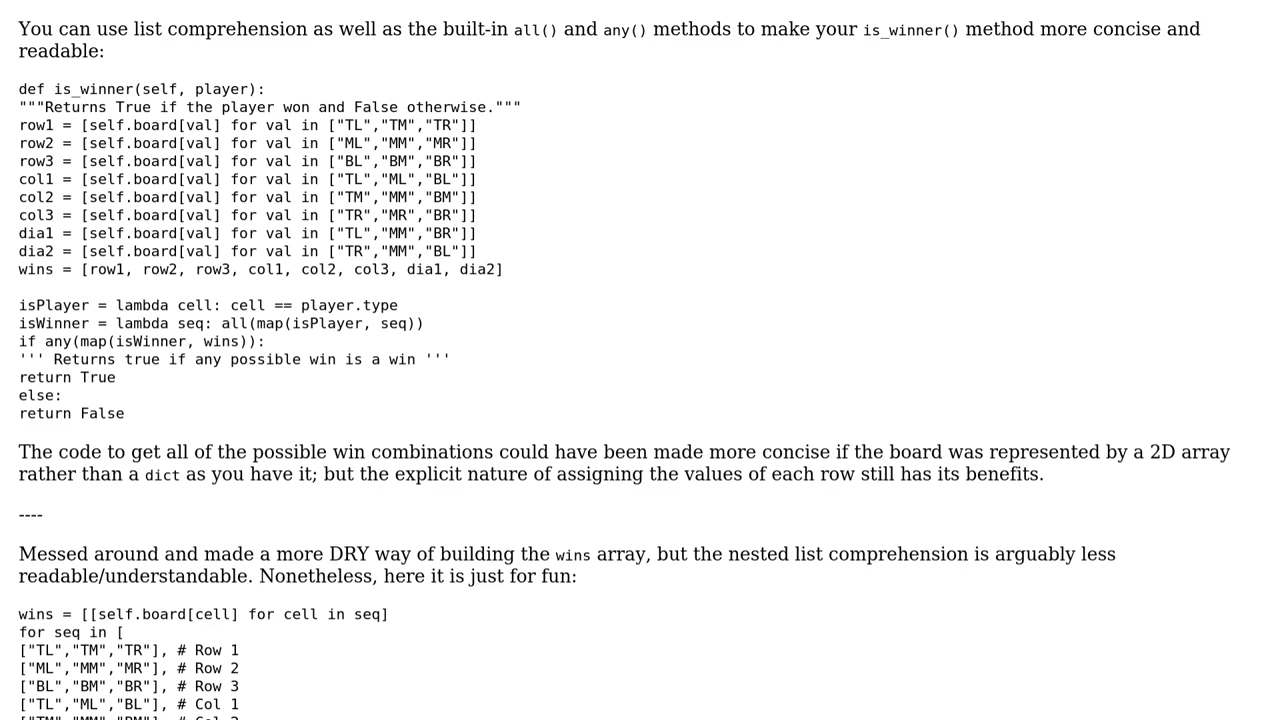 You can use list comprehension as well as the built-in all() and any() methods to make your is_winner() method more concise and
readable:
def is_winner(self, player):
"""Returns True if the player won and False otherwise."""
row1 = [self.board[val] for val in ["TL","TM","TR"]]
row2 = [self.board[val] for val in ["ML","MM","MR"]]
row3 = [self.board[val] for val in ["BL","BM","BR"]]
col1 = [self.board[val] for val in ["TL","ML","BL"]]
col2 = [self.board[val] for val in ["TM","MM","BM"]]
col3 = [self.board[val] for val in ["TR","MR","BR"]]
dia1 = [self.board[val] for val in ["TL","MM","BR"]]
dia2 = [self.board[val] for val in ["TR","MM","BL"]]
wins = [row1, row2, row3, col1, col2, col3, dia1, dia2]
isPlayer = lambda cell: cell == player.type
isWinner = lambda seq: all(map(isPlayer, seq))
if any(map(isWinner, wins)):
''' Returns true if any possible win is a win '''
return True
else:
return False
The code to get all of the possible win combinations could have been made more concise if the board was represented by a 2D array
rather than a dict as you have it; but the explicit nature of assigning the values of each row still has its benefits.
----
Messed around and made a more DRY way of building the wins array, but the nested list comprehension is arguably less
readable/understandable. Nonetheless, here it is just for fun:
wins = [[self.board[cell] for cell in seq]
for seq in [
["TL","TM","TR"], # Row 1
["ML","MM","MR"], # Row 2
["BL","BM","BR"], # Row 3
["TL","ML","BL"], # Col 1